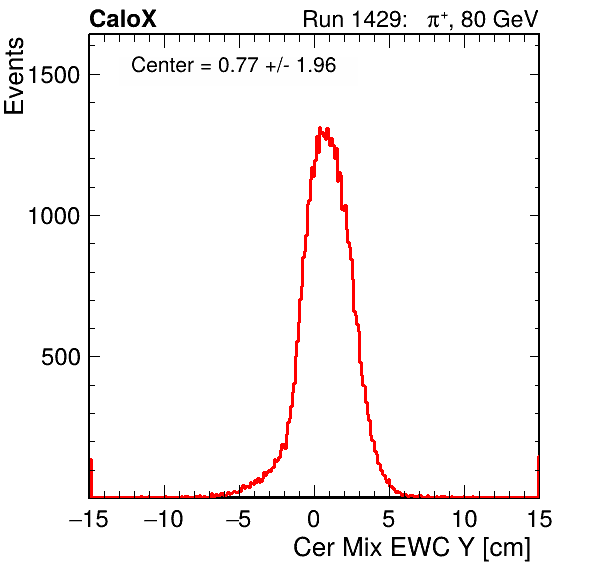 CaloX Run 1429: π⁺, 80 GeV
Events
Center = 0.77 +/- 1.96
1500
1000
500
−15 −10 −5 0 5 10 15
Cer Mix EWC Y [cm]